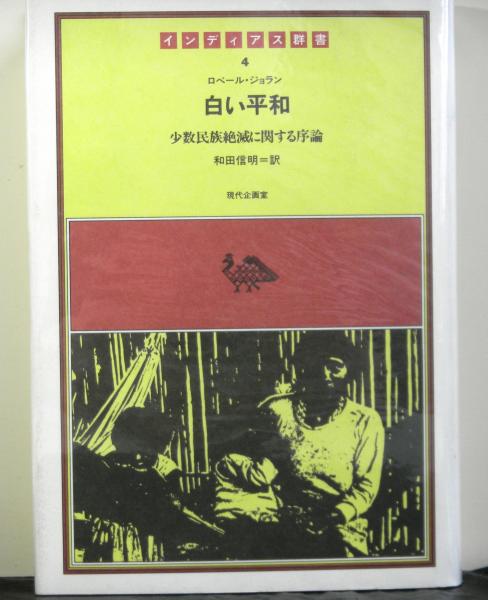 インディアス群書
4
ロベール・ジョラン
白い平和
少数民族絶滅に関する序論
和田信明＝訳
現代企画室